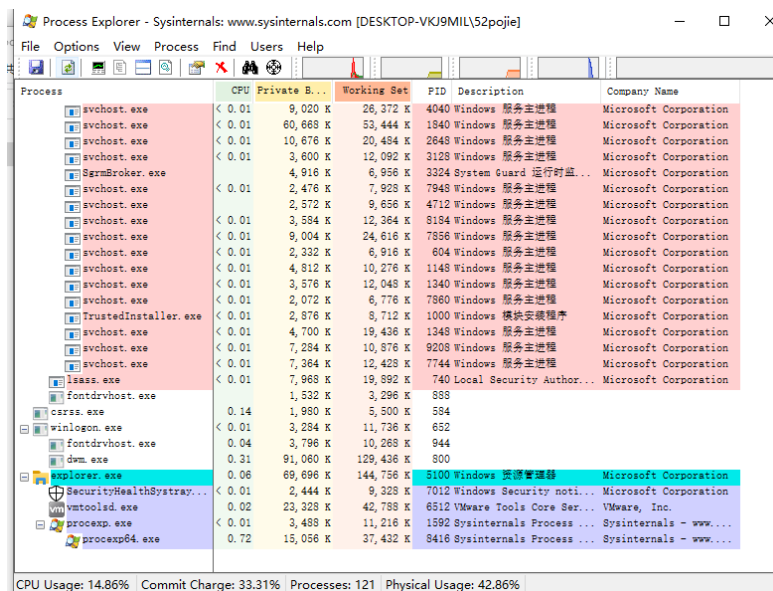 Process Explorer - Sysinternals: www.sysinternals.com [DESKTOP-VKJ9MIL\52pojie]
File Options View Process Find Users Help
Process CPU Private B... Working Set PID Description Company Name
svchost.exe < 0.01 9,020 K 26,372 K 4040 Windows 服务主进程 Microsoft Corporation
svchost.exe < 0.01 60,668 K 53,444 K 1840 Windows 服务主进程 Microsoft Corporation
svchost.exe < 0.01 10,676 K 20,484 K 2648 Windows 服务主进程 Microsoft Corporation
svchost.exe < 0.01 3,600 K 12,092 K 3128 Windows 服务主进程 Microsoft Corporation
SgrmBroker.exe 4,916 K 6,956 K 3324 System Guard 运行时监... Microsoft Corporation
svchost.exe < 0.01 2,476 K 7,928 K 7948 Windows 服务主进程 Microsoft Corporation
svchost.exe 2,572 K 9,656 K 4712 Windows 服务主进程 Microsoft Corporation
svchost.exe < 0.01 3,584 K 12,364 K 8184 Windows 服务主进程 Microsoft Corporation
svchost.exe < 0.01 9,004 K 24,616 K 7856 Windows 服务主进程 Microsoft Corporation
svchost.exe < 0.01 2,332 K 6,916 K 604 Windows 服务主进程 Microsoft Corporation
svchost.exe < 0.01 4,812 K 10,276 K 1148 Windows 服务主进程 Microsoft Corporation
svchost.exe < 0.01 3,576 K 12,048 K 1340 Windows 服务主进程 Microsoft Corporation
svchost.exe < 0.01 2,072 K 6,776 K 7860 Windows 服务主进程 Microsoft Corporation
TrustedInstaller.exe < 0.01 2,876 K 8,712 K 1000 Windows 模块安装程序 Microsoft Corporation
svchost.exe < 0.01 4,700 K 19,436 K 1348 Windows 服务主进程 Microsoft Corporation
svchost.exe < 0.01 7,284 K 10,876 K 9208 Windows 服务主进程 Microsoft Corporation
svchost.exe < 0.01 7,364 K 12,428 K 7744 Windows 服务主进程 Microsoft Corporation
lsass.exe < 0.01 7,968 K 19,892 K 740 Local Security Author... Microsoft Corporation
fontdrvhost.exe 1,532 K 3,296 K 888
csrss.exe 0.14 1,980 K 5,500 K 584
winlogon.exe < 0.01 3,284 K 11,736 K 652
fontdrvhost.exe 0.04 3,796 K 10,268 K 944
dwm.exe 0.31 91,060 K 129,436 K 800
explorer.exe 0.06 69,696 K 144,756 K 5100 Windows 资源管理器 Microsoft Corporation
SecurityHealthSystray... < 0.01 2,444 K 9,328 K 7012 Windows Security noti... Microsoft Corporation
vm vmtoolsd.exe 0.02 23,328 K 42,788 K 6512 VMware Tools Core Ser... VMware, Inc.
procexp.exe < 0.01 3,488 K 11,216 K 1592 Sysinternals Process ... Sysinternals - www....
procexp64.exe 0.72 15,056 K 37,432 K 8416 Sysinternals Process ... Sysinternals - www....
CPU Usage: 14.86% Commit Charge: 33.31% Processes: 121 Physical Usage: 42.86%